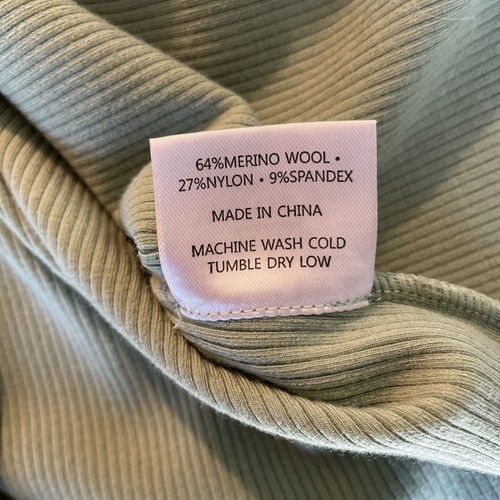 64%MERINO WOOL •
27%NYLON • 9%SPANDEX
MADE IN CHINA
MACHINE WASH COLD
TUMBLE DRY LOW